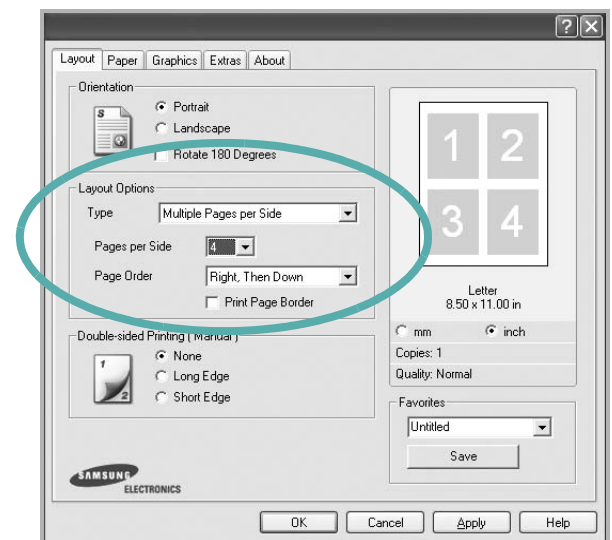 Layout Paper Graphics Extras About
Orientation
Portrait
Landscape
Rotate 180 Degrees
Layout Options
Type Multiple Pages per Side
Pages per Side 4
Page Order Right, Then Down
Print Page Border
Double-sided Printing ( Manual )
None
Long Edge
Short Edge
1
2
S
SAMSUNG
ELECTRONICS
1 2
3 4
Letter
8.50 x 11.00 in
mm inch
Copies: 1
Quality: Normal
Favorites
Untitled
Save
OK Cancel Apply Help